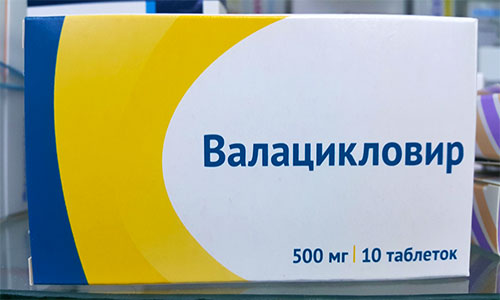 Валацикловир
500 мг | 10 таблеток